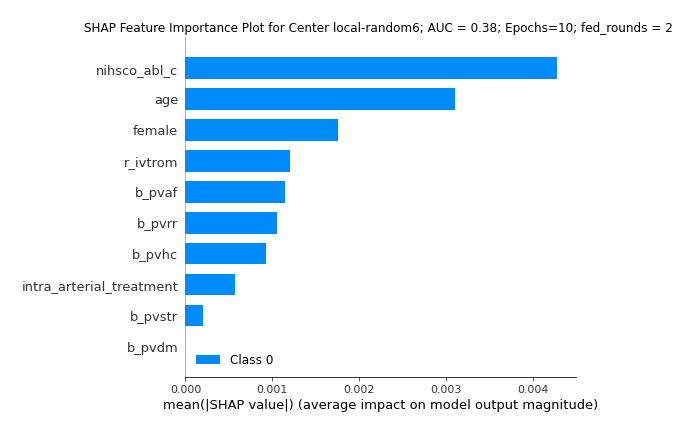 SHAP Feature Importance Plot for Center local-random6; AUC = 0.38; Epochs=10; fed_rounds = 2
nihsco_abl_c
age
female
r_ivtrom
b_pvaf
b_pvrr
b_pvhc
intra_arterial_treatment
b_pvstr
b_pvdm
Class 0
0.000 0.001 0.002 0.003 0.004
mean(|SHAP value|) (average impact on model output magnitude)